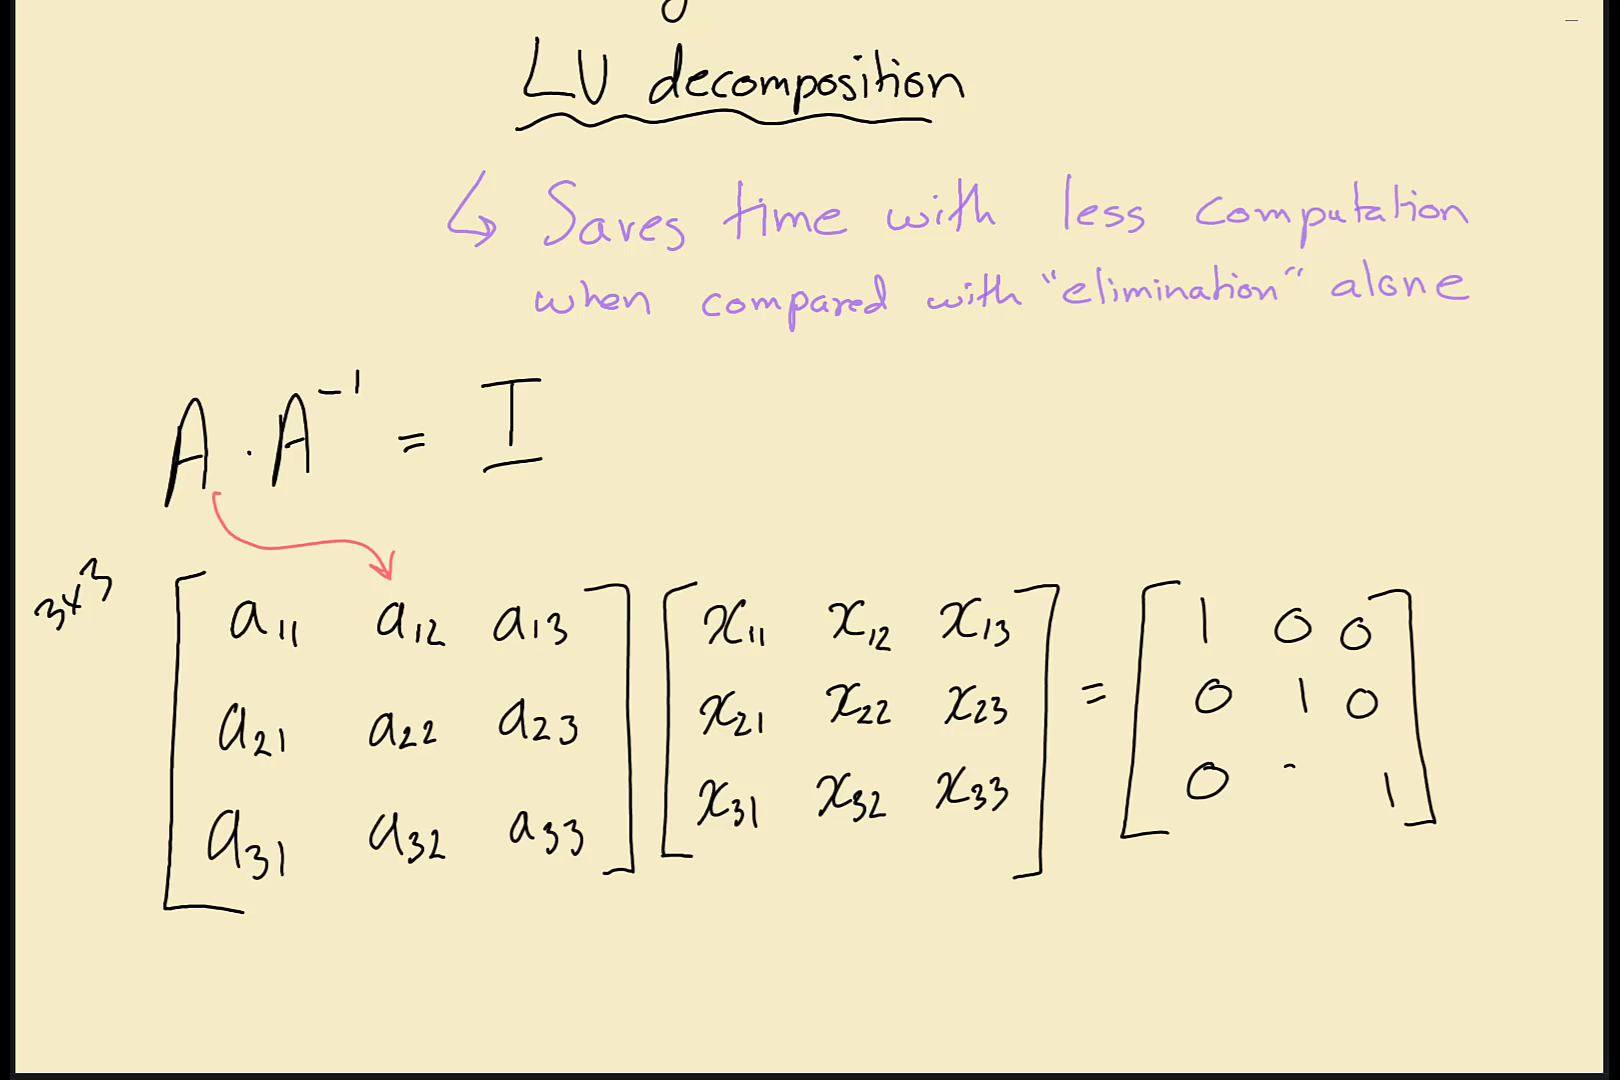 LU decomposition
↳ Saves time with less computation
when compared with "elimination" alone
A · A⁻¹ = I
3x3
[ a11 a12 a13 ] [ x11 x12 x13 ] = [ 1 0 0 ]
[ a21 a22 a23 ] [ x21 x22 x23 ] [ 0 1 0 ]
[ a31 a32 a33 ] [ x31 x32 x33 ] [ 0 1 ]